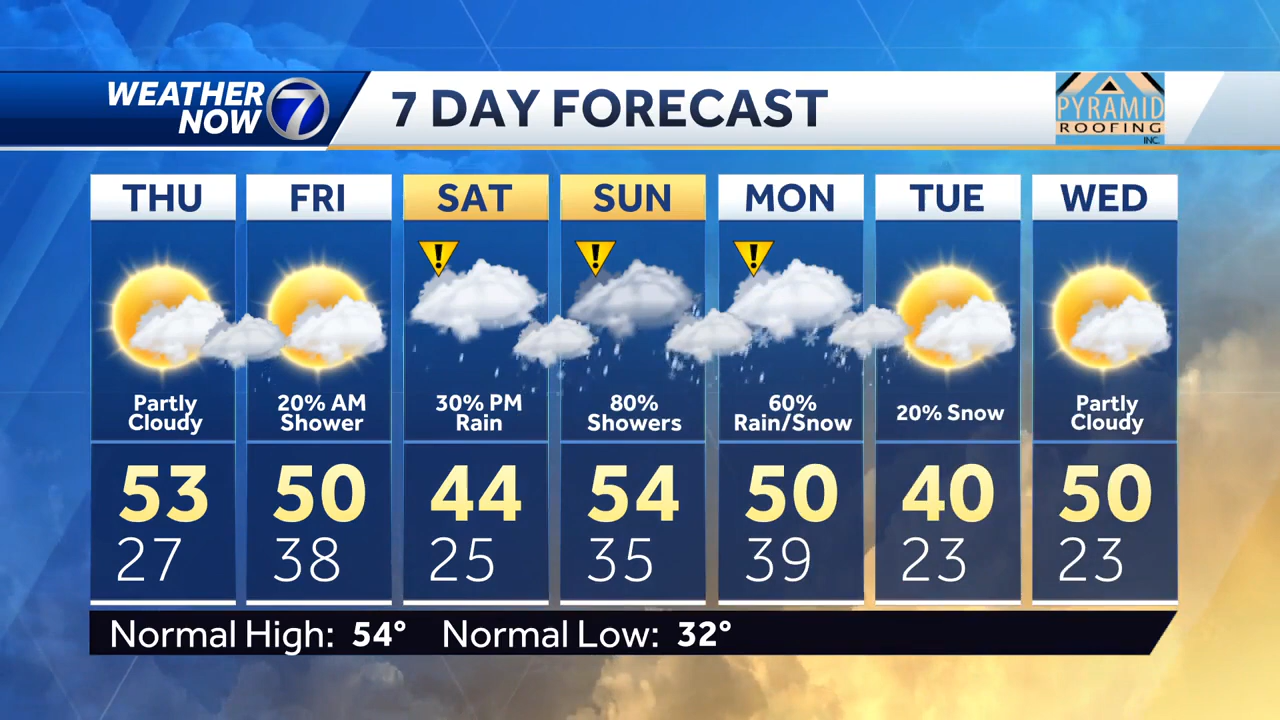 WEATHER
NOW 7
7 DAY FORECAST
PYRAMID
ROOFING
INC.
THU FRI SAT SUN MON TUE WED
! ! !
Partly
Cloudy
20% AM
Shower
30% PM
Rain
80%
Showers
60%
Rain/Snow
20% Snow
Partly
Cloudy
53 50 44 54 50 40 50
27 38 25 35 39 23 23
Normal High: 54° Normal Low: 32°